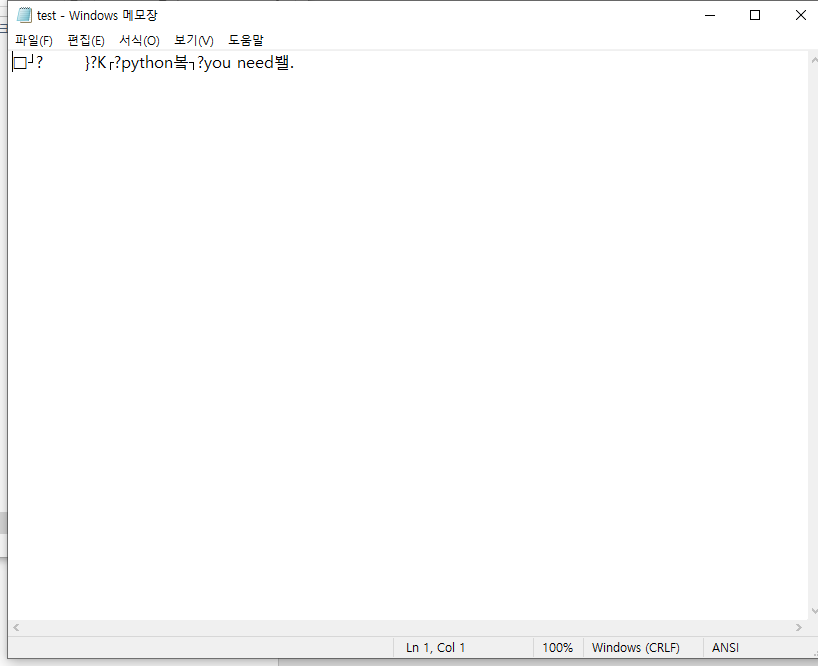 test - Windows 메모장
파일(F) 편집(E) 서식(O) 보기(V) 도움말
□┘? }?K┌?python복┐?you need봴.
Ln 1, Col 1 100% Windows (CRLF) ANSI